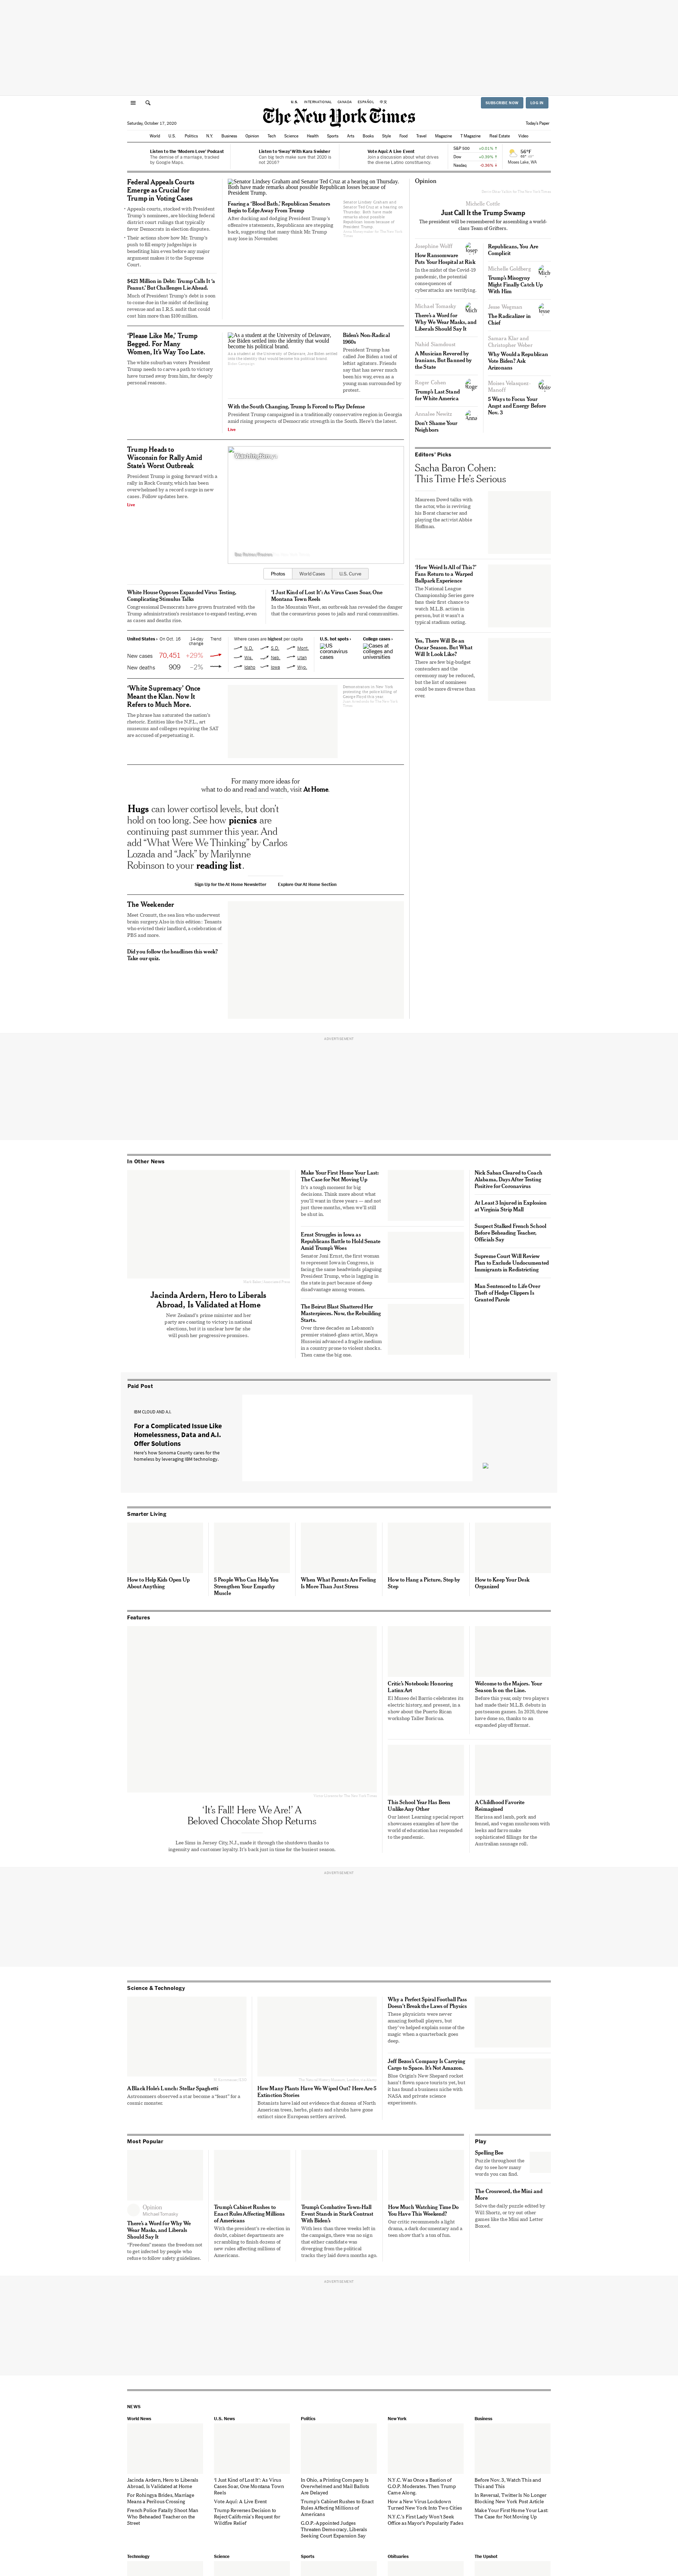 U.S.
INTERNATIONAL
CANADA
ESPAÑOL
中文
SUBSCRIBE NOW
LOG IN
The New York Times
Saturday, October 17, 2020
Today's Paper
World
U.S.
Politics
N.Y.
Business
Opinion
Tech
Science
Health
Sports
Arts
Books
Style
Food
Travel
Magazine
T Magazine
Real Estate
Video
Listen to the 'Modern Love' Podcast
The demise of a marriage, tracked
by Google Maps.
Listen to 'Sway' With Kara Swisher
Can big tech make sure that 2020 is
not 2016?
Vote Aquí: A Live Event
Join a discussion about what drives
the diverse Latino constituency.
S&P 500 +0.01% ↑
Dow +0.39% ↑
Nasdaq -0.36% ↓
56°F
Moses Lake, WA
Federal Appeals Courts
Emerge as Crucial for
Trump in Voting Cases
• Appeals courts, stocked with President
Trump's nominees, are blocking federal
district court rulings that typically
favor Democrats in election disputes.
• Their actions show how Mr. Trump's
push to fill empty judgeships is
benefiting him even before any major
argument makes it to the Supreme
Court.
$421 Million in Debt: Trump Calls It 'a
Peanut,' But Challenges Lie Ahead.
Much of President Trump's debt is soon
to come due in the midst of declining
revenue and an I.R.S. audit that could
cost him more than $100 million.
Senator Lindsey Graham and Senator Ted Cruz at a hearing on Thursday.
Both have made remarks about possible Republican losses because of
President Trump.
Fearing a 'Blood Bath,' Republican Senators
Begin to Edge Away From Trump
After ducking and dodging President Trump's
offensive statements, Republicans are stepping
back, suggesting that many think Mr. Trump
may lose in November.
Senator Lindsey Graham and
Senator Ted Cruz at a hearing on
Thursday. Both have made
remarks about possible
Republican losses because of
President Trump.
'Please Like Me,' Trump
Begged. For Many
Women, It's Way Too Late.
The white suburban voters President
Trump needs to carve a path to victory
have turned away from him, for deeply
personal reasons.
As a student at the University of Delaware,
Joe Biden settled into the identity that would
become his political brand.
As a student at the University of Delaware, Joe Biden settled
into the identity that would become his political brand.
Biden's Non-Radical
1960s
President Trump has
called Joe Biden a tool of
leftist agitators. Friends
say that has never much
been his way, even as a
young man surrounded by
protest.
With the South Changing, Trump Is Forced to Play Defense
President Trump campaigned in a traditionally conservative region in Georgia
amid rising prospects of Democratic strength in the South. Here's the latest.
Live
Trump Heads to
Wisconsin for Rally Amid
State's Worst Outbreak
President Trump is going forward with a
rally in Rock County, which has been
overwhelmed by a record surge in new
cases. Follow updates here.
Live
Photos
World Cases
U.S. Curve
White House Opposes Expanded Virus Testing,
Complicating Stimulus Talks
Congressional Democrats have grown frustrated with the
Trump administration's resistance to expand testing, even
as cases and deaths rise.
'I Just Kind of Lost It': As Virus Cases Soar, One
Montana Town Reels
In the Mountain West, an outbreak has revealed the danger
the coronavirus poses to jails and rural communities.
United States ›
On Oct. 16
14-day
change
Trend
New cases 70,451 +29%
New deaths 909 –2%
Where cases are highest per capita
N.D.
S.D.
Mont.
Wis.
Neb.
Utah
Idaho
Iowa
Wyo.
U.S. hot spots ›
US
coronavirus
cases
College cases ›
Cases at
colleges and
universities
'White Supremacy' Once
Meant the Klan. Now It
Refers to Much More.
The phrase has saturated the nation's
rhetoric. Entities like the N.F.L., art
museums and colleges requiring the SAT
are accused of perpetuating it.
For many more ideas for
what to do and read and watch, visit At Home.
Hugs can lower cortisol levels, but don't
hold on too long. See how picnics are
continuing past summer this year. And
add "What Were We Thinking" by Carlos
Lozada and "Jack" by Marilynne
Robinson to your reading list.
Sign Up for the At Home Newsletter
Explore Our At Home Section
The Weekender
Meet Cronutt, the sea lion who underwent
brain surgery. Also in this edition: Tenants
who evicted their landlord, a celebration of
PBS and more.
Did you follow the headlines this week?
Take our quiz.
Opinion
Michelle Cottle
Just Call It the Trump Swamp
The president will be remembered for assembling a world-
class Team of Grifters.
Josephine Wolff
How Ransomware
Puts Your Hospital at Risk
In the midst of the Covid-19
pandemic, the potential
consequences of
cyberattacks are terrifying.
Michael Tomasky
There's a Word for
Why We Wear Masks, and
Liberals Should Say It
Nahid Siamdoust
A Musician Revered by
Iranians, But Banned by
the State
Roger Cohen
Trump's Last Stand
for White America
Annalee Newitz
Don't Shame Your
Neighbors
Republicans, You Are
Complicit
Michelle Goldberg
Trump's Misogyny
Might Finally Catch Up
With Him
Jesse Wegman
The Radicalizer in
Chief
Samara Klar and
Christopher Weber
Why Would a Republican
Vote Biden? Ask
Arizonans
Moises Velasquez-
Manoff
5 Ways to Focus Your
Angst and Energy Before
Nov. 3
Editors' Picks
Sacha Baron Cohen:
This Time He's Serious
Maureen Dowd talks with
the actor, who is reviving
his Borat character and
playing the activist Abbie
Hoffman.
'How Weird Is All of This?'
Fans Return to a Warped
Ballpark Experience
The National League
Championship Series gave
fans their first chance to
watch M.L.B. action in
person, but it wasn't a
typical stadium outing.
Yes, There Will Be an
Oscar Season. But What
Will It Look Like?
There are few big-budget
contenders and the
ceremony may be reduced,
but the list of nominees
could be more diverse than
ever.
ADVERTISEMENT
In Other News
Jacinda Ardern, Hero to Liberals
Abroad, Is Validated at Home
New Zealand's prime minister and her
party are coasting to victory in national
elections, but it is unclear how far she
will push her progressive promises.
Make Your First Home Your Last:
The Case for Not Moving Up
It's a tough moment for big
decisions. Think more about what
you'll want in three years — and not
just three months, when we'll still
be shut in.
Ernst Struggles in Iowa as
Republicans Battle to Hold Senate
Amid Trump's Woes
Senator Joni Ernst, the first woman
to represent Iowa in Congress, is
facing the same headwinds plaguing
President Trump, who is lagging in
the state in part because of deep
disadvantage among women.
The Beirut Blast Shattered Her
Masterpieces. Now, the Rebuilding
Starts.
Over three decades as Lebanon's
premier stained-glass artist, Maya
Husseini advanced a fragile medium
in a country prone to violent shocks.
Then came the big one.
Nick Saban Cleared to Coach
Alabama, Days After Testing
Positive for Coronavirus
At Least 3 Injured in Explosion
at Virginia Strip Mall
Suspect Stalked French School
Before Beheading Teacher,
Officials Say
Supreme Court Will Review
Plan to Exclude Undocumented
Immigrants in Redistricting
Man Sentenced to Life Over
Theft of Hedge Clippers Is
Granted Parole
Paid Post
IBM CLOUD AND A.I.
For a Complicated Issue Like
Homelessness, Data and A.I.
Offer Solutions
Here's how Sonoma County cares for the
homeless by leveraging IBM technology.
Smarter Living
How to Help Kids Open Up
About Anything
5 People Who Can Help You
Strengthen Your Empathy
Muscle
When What Parents Are Feeling
Is More Than Just Stress
How to Hang a Picture, Step by
Step
How to Keep Your Desk
Organized
Features
'It's Fall! Here We Are!' A
Beloved Chocolate Shop Returns
Lee Sims in Jersey City, N.J., made it through the shutdown thanks to
ingenuity and customer loyalty. It's back just in time for its busiest season.
Critic's Notebook: Honoring
Latinx Art
El Museo del Barrio celebrates its
electric history, and present, in a
show about the Puerto Rican
workshop Taller Boricua.
Welcome to the Majors. Your
Season Is on the Line.
Before this year, only two players
had made their M.L.B. debuts in
postseason games. In 2020, three
have done so, thanks to an
expanded playoff format.
This School Year Has Been
Unlike Any Other
Our latest Learning special report
showcases examples of how the
world of education has responded
to the pandemic.
A Childhood Favorite
Reimagined
Harissa and lamb, pork and
fennel, and vegan mushroom with
leeks and farro make
sophisticated fillings for the
Australian sausage roll.
ADVERTISEMENT
Science & Technology
A Black Hole's Lunch: Stellar Spaghetti
Astronomers observed a star became a "feast" for a
cosmic monster.
How Many Plants Have We Wiped Out? Here Are 5
Extinction Stories
Botanists have laid out evidence that dozens of North
American trees, herbs, plants and shrubs have gone
extinct since European settlers arrived.
Why a Perfect Spiral Football Pass
Doesn't Break the Laws of Physics
These physicists were never
amazing football players, but
they've helped explain some of the
magic when a quarterback goes
deep.
Jeff Bezos's Company Is Carrying
Cargo to Space. It's Not Amazon.
Blue Origin's New Shepard rocket
hasn't flown space tourists yet, but
it has found a business niche with
NASA and private science
experiments.
Most Popular
Opinion
Michael Tomasky
There's a Word for Why We
Wear Masks, and Liberals
Should Say It
"Freedom" means the freedom not
to get infected by people who
refuse to follow safety guidelines.
Trump's Cabinet Rushes to
Enact Rules Affecting Millions
of Americans
With the president's re-election in
doubt, cabinet departments are
scrambling to finish dozens of
new rules affecting millions of
Americans.
Trump's Combative Town-Hall
Event Stands in Stark Contrast
With Biden's
With less than three weeks left in
the campaign, there was no sign
that either candidate was
diverging from the political
tracks they laid down months ago.
How Much Watching Time Do
You Have This Weekend?
Our critic recommends a light
drama, a dark documentary and a
teen show that's a ton of fun.
Play
Spelling Bee
Puzzle throughout the
day to see how many
words you can find.
The Crossword, the Mini and
More
Solve the daily puzzle edited by
Will Shortz, or try out other
games like the Mini and Letter
Boxed.
ADVERTISEMENT
NEWS
World News
Jacinda Ardern, Hero to Liberals
Abroad, Is Validated at Home
For Rohingya Brides, Marriage
Means a Perilous Crossing
French Police Fatally Shoot Man
Who Beheaded Teacher on the
Street
U.S. News
'I Just Kind of Lost It': As Virus
Cases Soar, One Montana Town
Reels
Vote Aquí: A Live Event
Trump Reverses Decision to
Reject California's Request for
Wildfire Relief
Politics
In Ohio, a Printing Company Is
Overwhelmed and Mail Ballots
Are Delayed
Trump's Cabinet Rushes to Enact
Rules Affecting Millions of
Americans
G.O.P.-Appointed Judges
Threaten Democracy, Liberals
Seeking Court Expansion Say
New York
N.Y.C. Was Once a Bastion of
G.O.P. Moderates. Then Trump
Came Along.
How a New Virus Lockdown
Turned New York Into Two Cities
N.Y.C.'s First Lady Won't Seek
Office as Mayor's Popularity Fades
Business
Before Nov. 3, Watch This and
This and This
In Reversal, Twitter Is No Longer
Blocking New York Post Article
Make Your First Home Your Last:
The Case for Not Moving Up
Technology
Science
Sports
Obituaries
The Upshot